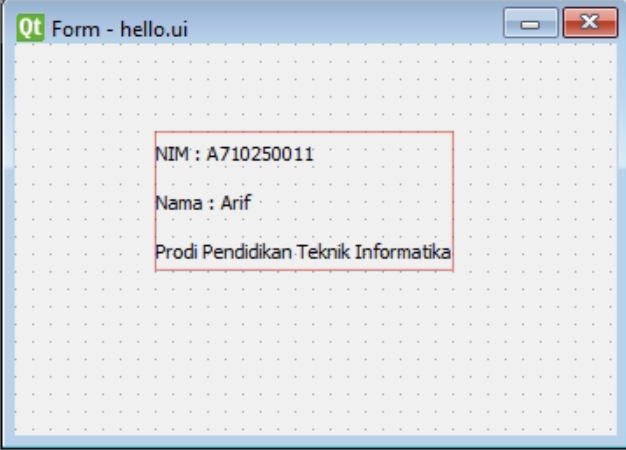 Qt Form - hello.ui
NIM : A710250011
Nama : Arif
Prodi Pendidikan Teknik Informatika